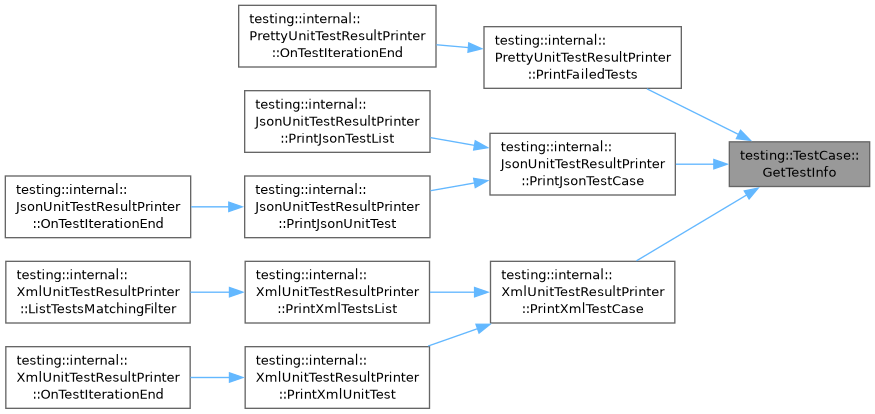 testing::internal::
PrettyUnitTestResultPrinter
::OnTestIterationEnd
testing::internal::
PrettyUnitTestResultPrinter
::PrintFailedTests
testing::internal::
JsonUnitTestResultPrinter
::PrintJsonTestList
testing::internal::
JsonUnitTestResultPrinter
::PrintJsonTestCase
testing::TestCase::
GetTestInfo
testing::internal::
JsonUnitTestResultPrinter
::OnTestIterationEnd
testing::internal::
JsonUnitTestResultPrinter
::PrintJsonUnitTest
testing::internal::
XmlUnitTestResultPrinter
::ListTestsMatchingFilter
testing::internal::
XmlUnitTestResultPrinter
::PrintXmlTestsList
testing::internal::
XmlUnitTestResultPrinter
::PrintXmlTestCase
testing::internal::
XmlUnitTestResultPrinter
::OnTestIterationEnd
testing::internal::
XmlUnitTestResultPrinter
::PrintXmlUnitTest